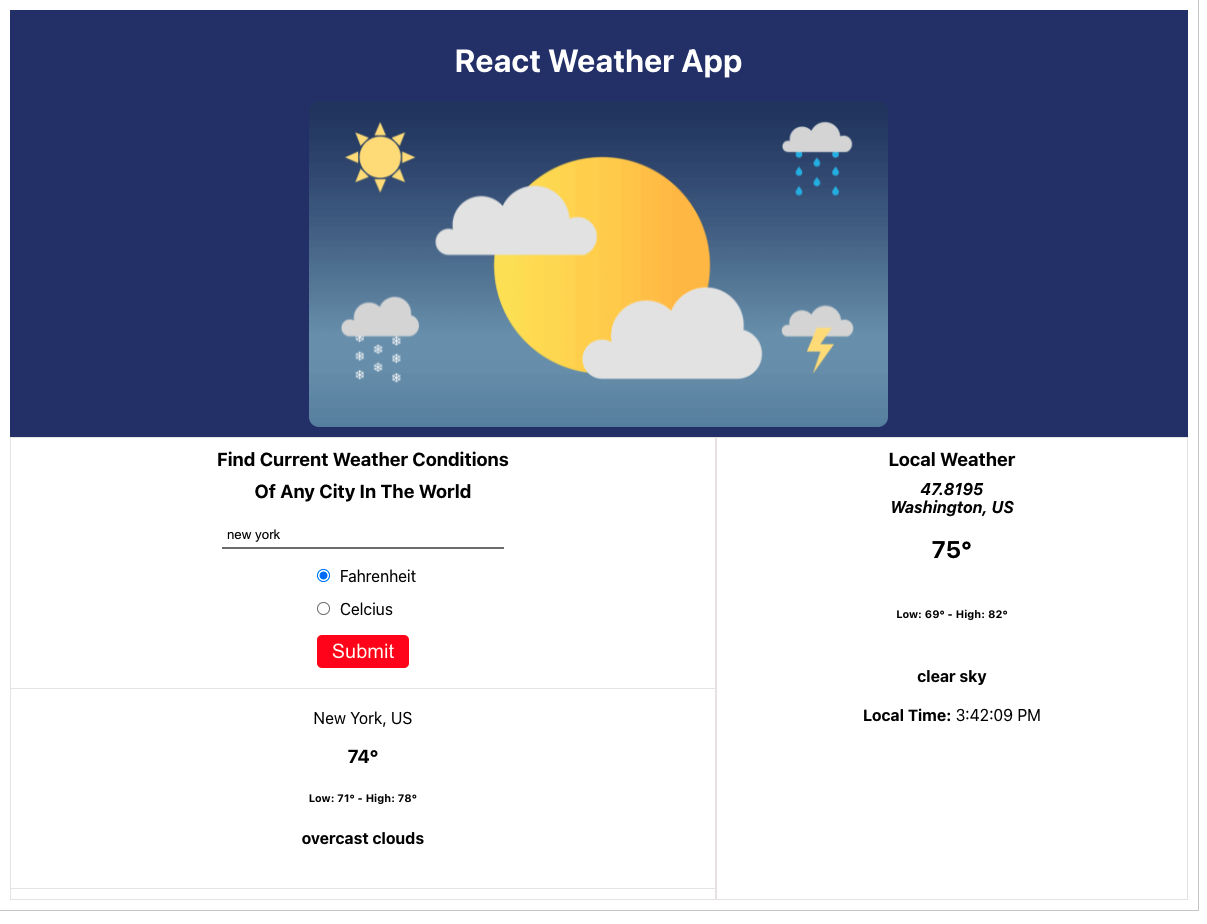 React Weather App
Find Current Weather Conditions
Of Any City In The World
new york
Fahrenheit
Celcius
Submit
New York, US
74°
Low: 71° - High: 78°
overcast clouds
Local Weather
47.8195
Washington, US
75°
Low: 69° - High: 82°
clear sky
Local Time: 3:42:09 PM